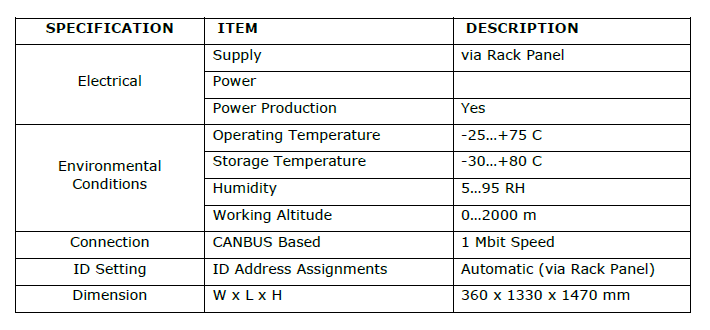 SPECIFICATION ITEM DESCRIPTION
Electrical Supply via Rack Panel
Power
Power Production Yes
Environmental Conditions Operating Temperature -25…+75 C
Storage Temperature -30…+80 C
Humidity 5…95 RH
Working Altitude 0…2000 m
Connection CANBUS Based 1 Mbit Speed
ID Setting ID Address Assignments Automatic (via Rack Panel)
Dimension W x L x H 360 x 1330 x 1470 mm